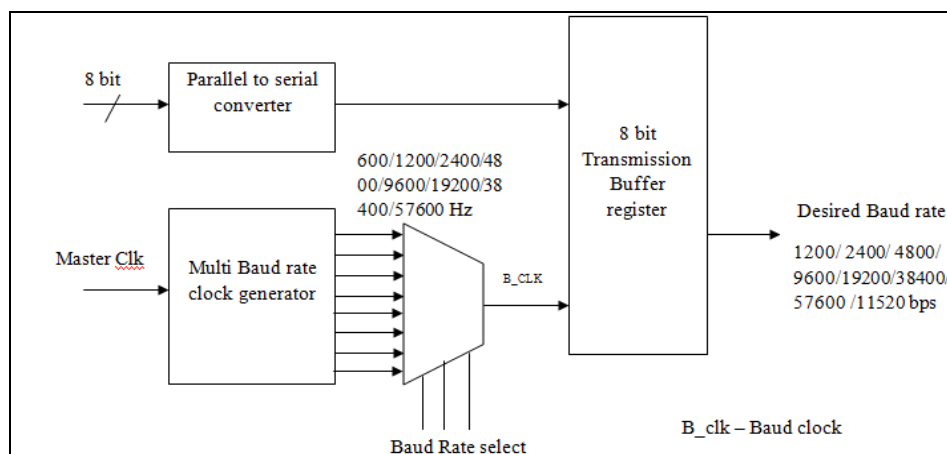 8 bit
Parallel to serial
converter
600/1200/2400/48
00/9600/19200/38
400/57600 Hz
8 bit
Transmission
Buffer
register
Master Clk
Multi Baud rate
clock generator
B_CLK
Desired Baud rate
1200/ 2400/ 4800/
9600/19200/38400/
57600 /11520 bps
Baud Rate select
B_clk – Baud clock